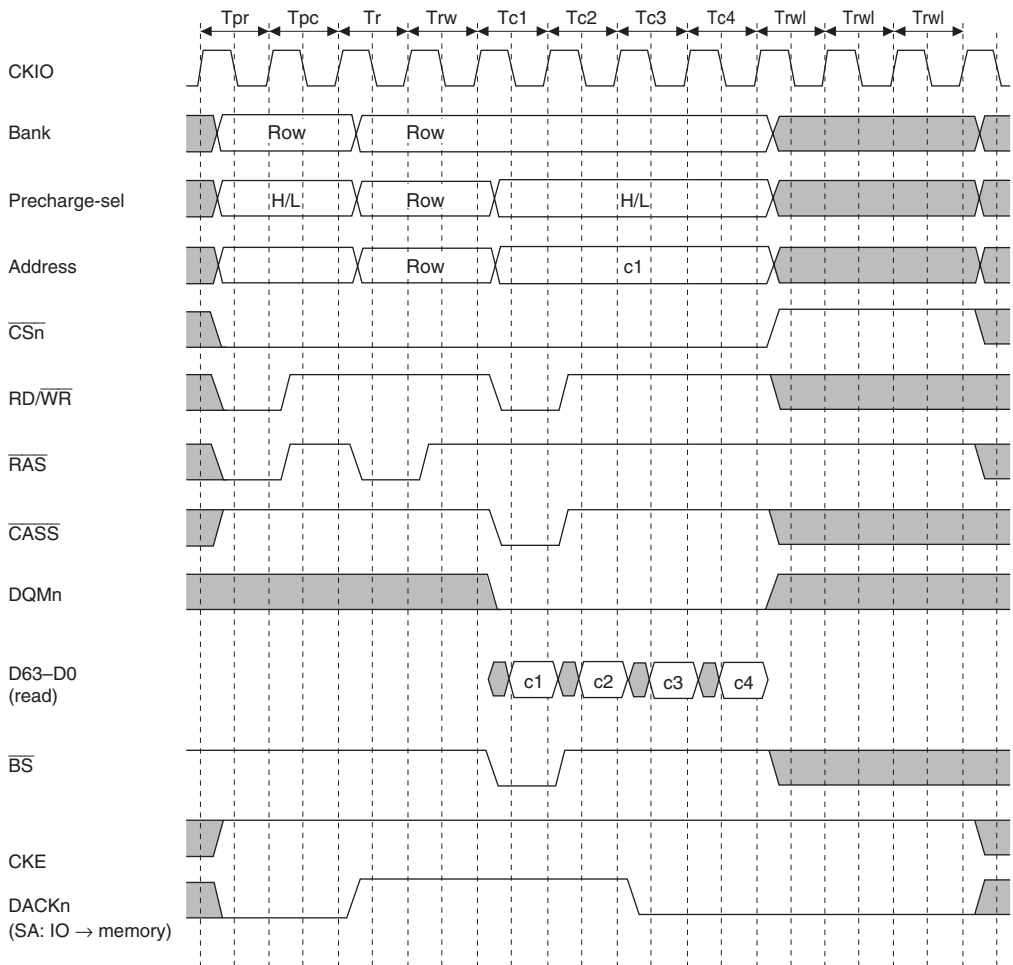 Tpr Tpc Tr Trw Tc1 Tc2 Tc3 Tc4 Trwl Trwl Trwl
CKIO
Bank Row Row
Precharge-sel H/L Row H/L
Address Row c1
CSn
RD/WR
RAS
CASS
DQMn
D63–D0
(read)
c1 c2 c3 c4
BS
CKE
DACKn
(SA: IO → memory)